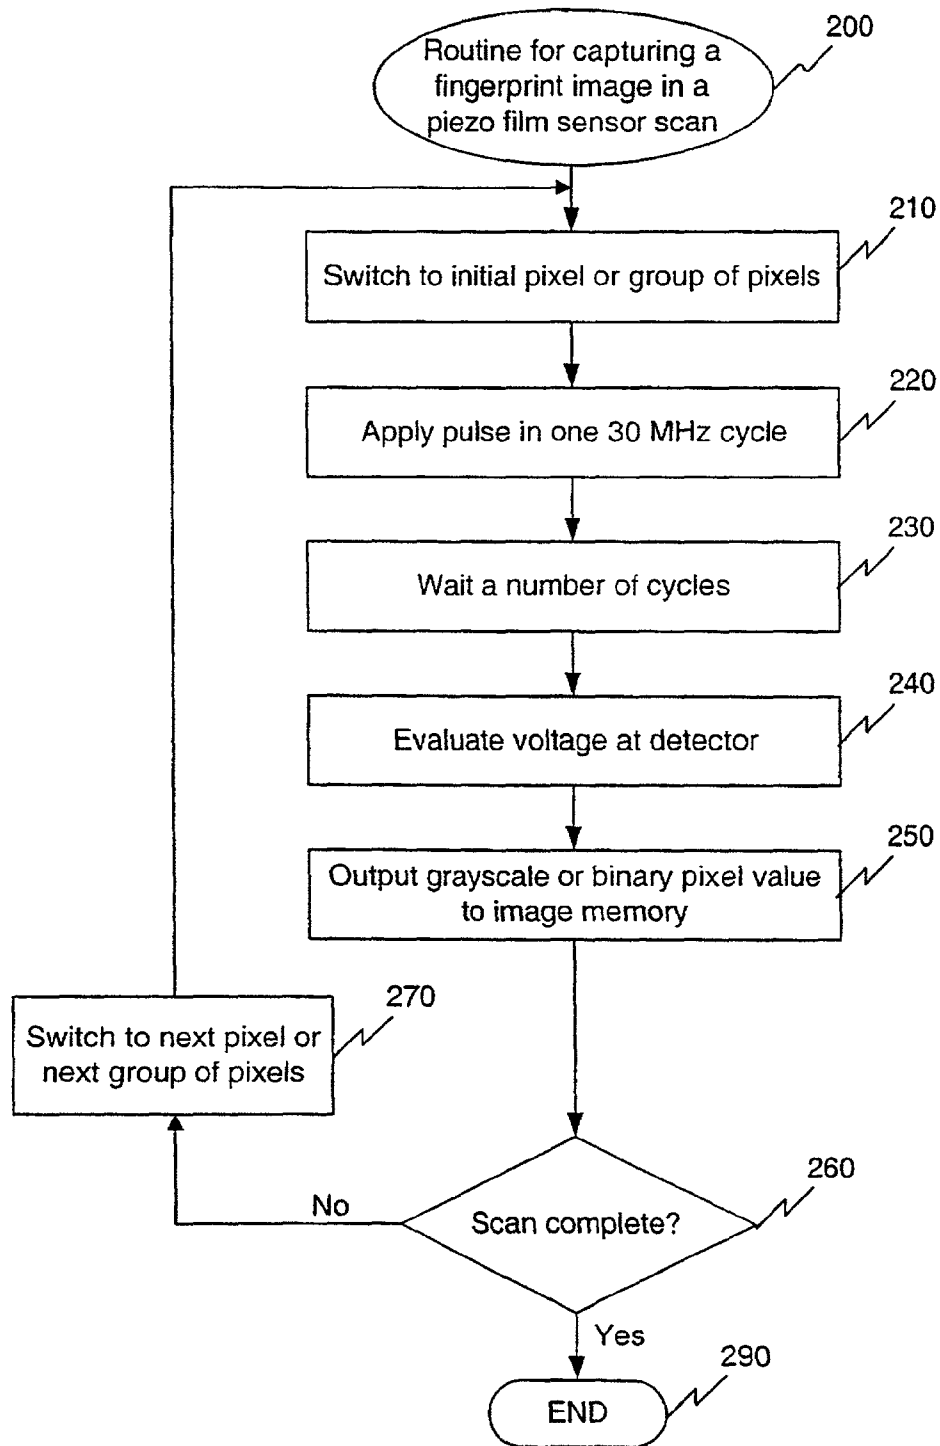 200
Routine for capturing a
fingerprint image in a
piezo film sensor scan
210
Switch to initial pixel or group of pixels
220
Apply pulse in one 30 MHz cycle
230
Wait a number of cycles
240
Evaluate voltage at detector
250
Output grayscale or binary pixel value
to image memory
270
Switch to next pixel or
next group of pixels
260
No
Scan complete?
Yes
290
END